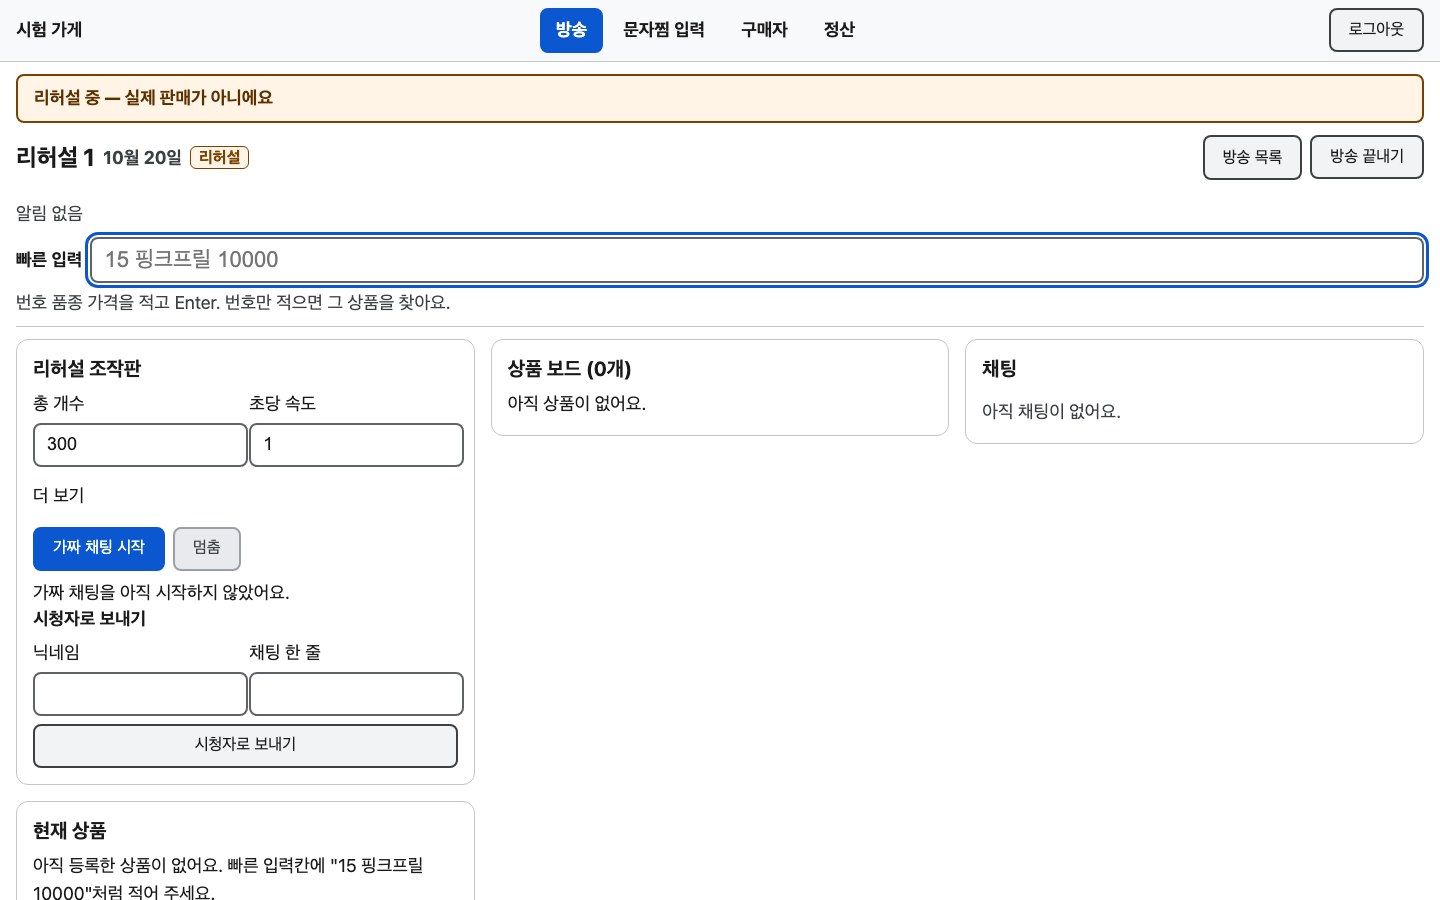 시험 가게
방송
문자찜 입력
구매자
정산
로그아웃
리허설 중 — 실제 판매가 아니에요
리허설 1 10월 20일 리허설
방송 목록
방송 끝내기
알림 없음
빠른 입력
15 핑크프릴 10000
번호 품종 가격을 적고 Enter. 번호만 적으면 그 상품을 찾아요.
리허설 조작판
총 개수
초당 속도
300
1
더 보기
가짜 채팅 시작
멈춤
가짜 채팅을 아직 시작하지 않았어요.
시청자로 보내기
닉네임
채팅 한 줄
시청자로 보내기
현재 상품
아직 등록한 상품이 없어요. 빠른 입력칸에 "15 핑크프릴
10000"처럼 적어 주세요.
상품 보드 (0개)
아직 상품이 없어요.
채팅
아직 채팅이 없어요.